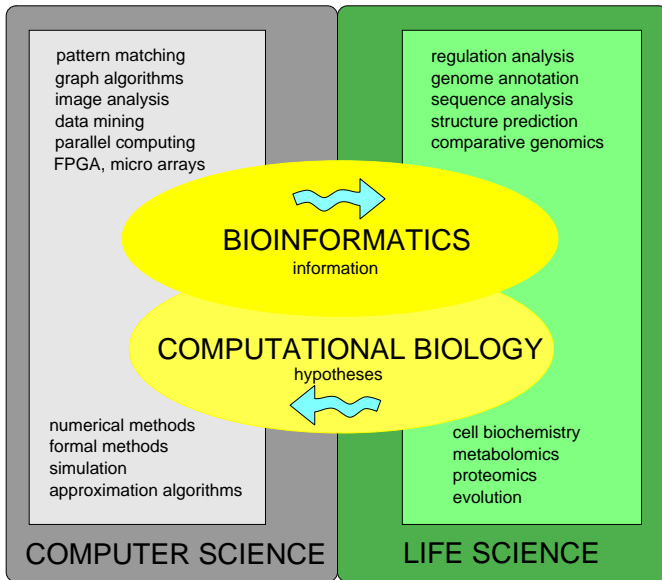 pattern matching
graph algorithms
image analysis
data mining
parallel computing
FPGA, micro arrays
regulation analysis
genome annotation
sequence analysis
structure prediction
comparative genomics
BIOINFORMATICS
information
COMPUTATIONAL BIOLOGY
hypotheses
numerical methods
formal methods
simulation
approximation algorithms
cell biochemistry
metabolomics
proteomics
evolution
COMPUTER SCIENCE
LIFE SCIENCE